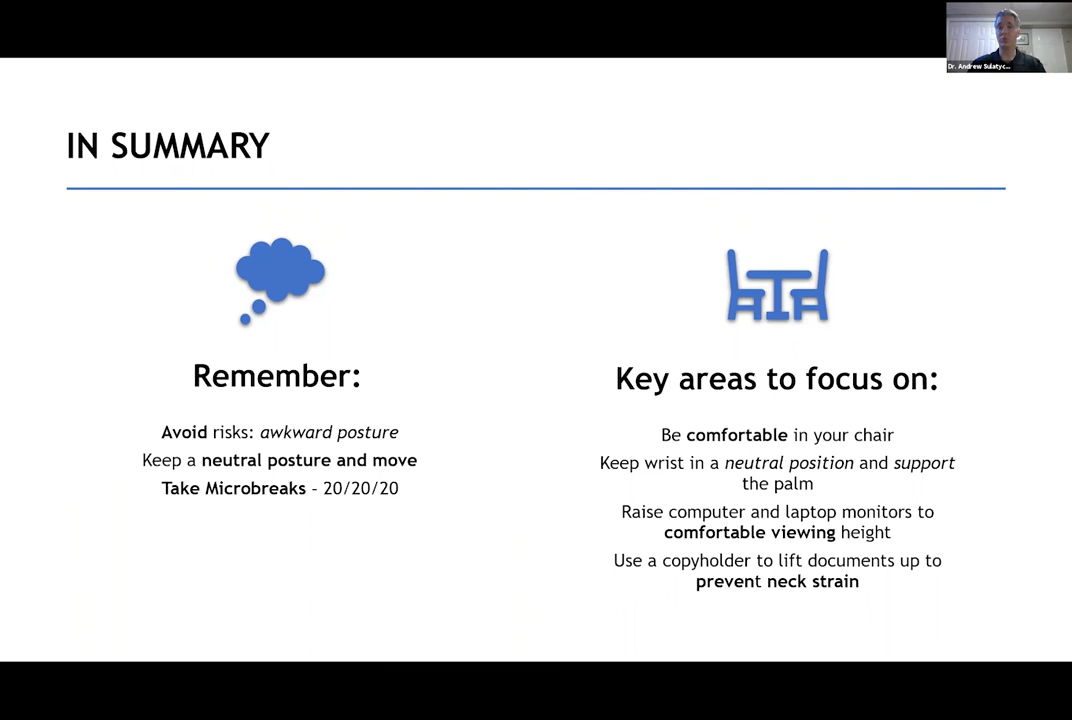 Dr. Andrew Sulatyc...
IN SUMMARY
Remember:
Avoid risks: awkward posture
Keep a neutral posture and move
Take Microbreaks – 20/20/20
Key areas to focus on:
Be comfortable in your chair
Keep wrist in a neutral position and support
the palm
Raise computer and laptop monitors to
comfortable viewing height
Use a copyholder to lift documents up to
prevent neck strain